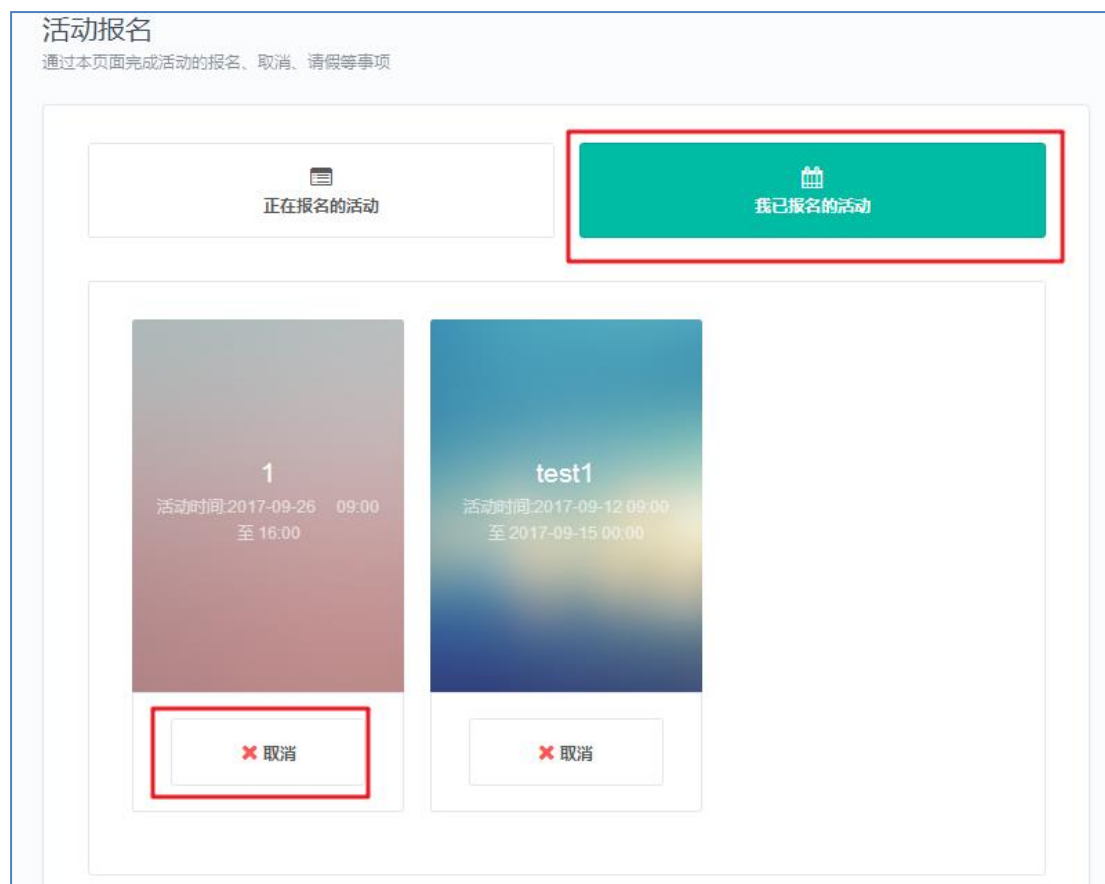 活动报名
通过本页面完成活动的报名、取消、请假等事项
正在报名的活动
我已报名的活动
1
活动时间:2017-09-26 09:00
至 16:00
test1
活动时间:2017-09-12 09:00
至 2017-09-15 00:00
取消
取消